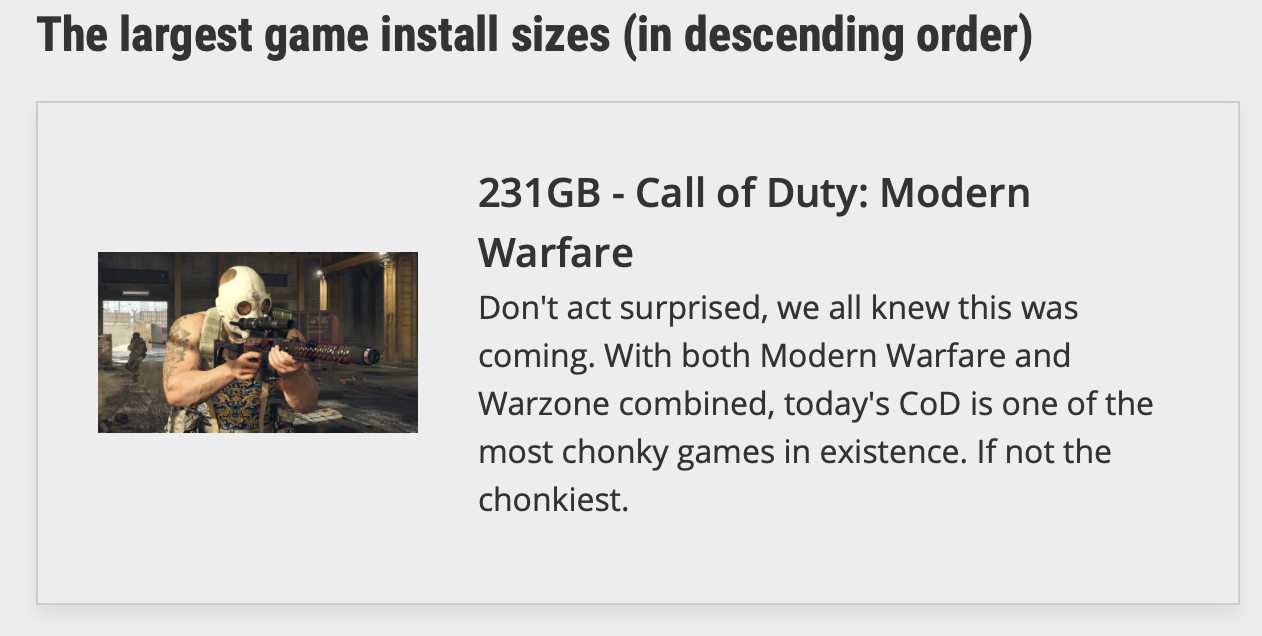 The largest game install sizes (in descending order)
231GB - Call of Duty: Modern
Warfare
Don't act surprised, we all knew this was
coming. With both Modern Warfare and
Warzone combined, today's CoD is one of the
most chonky games in existence. If not the
chonkiest.